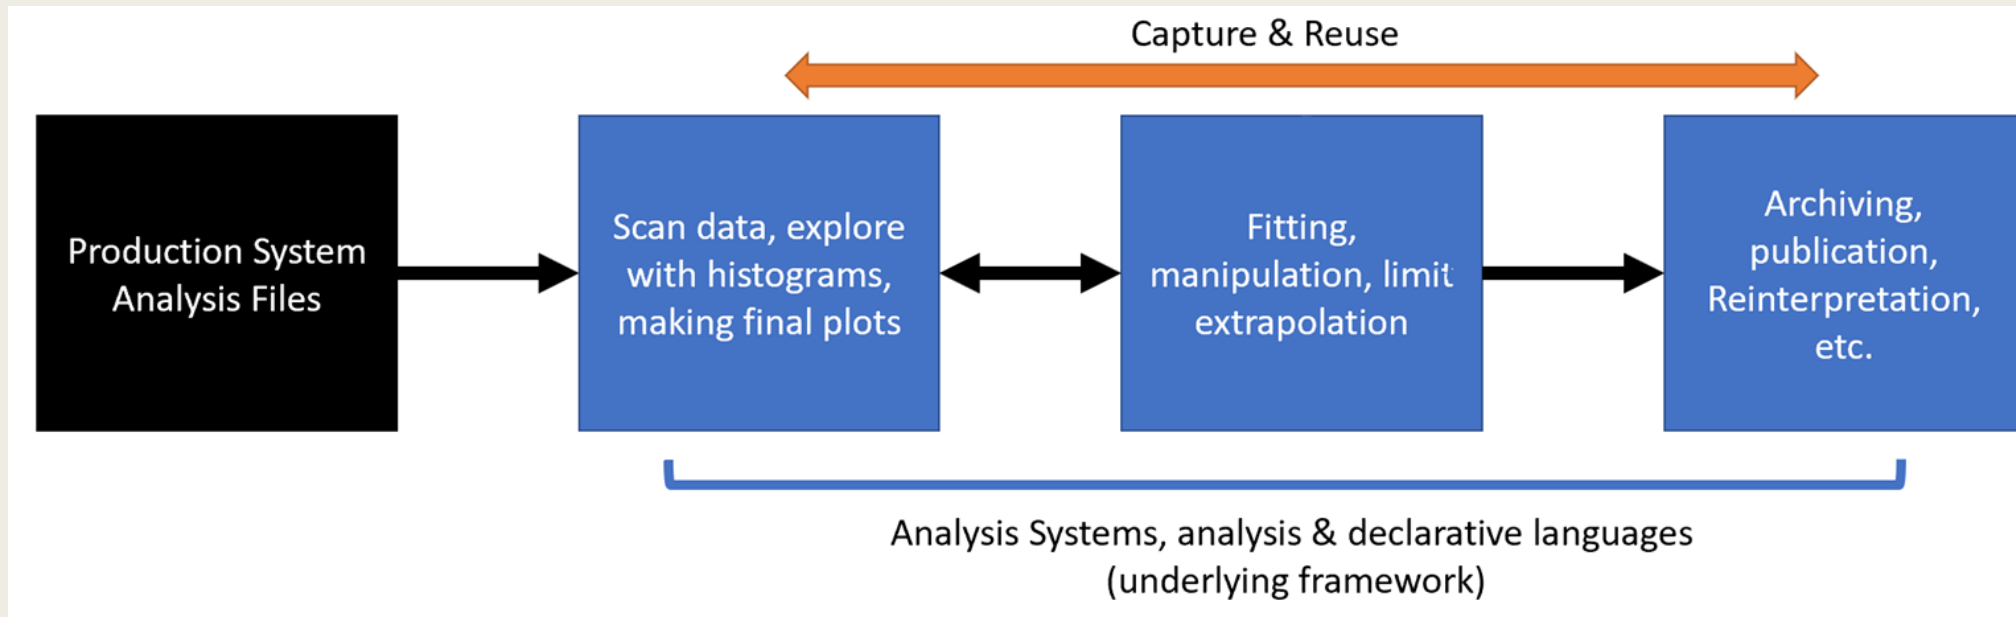 Capture & Reuse
Production System
Analysis Files
Scan data, explore
with histograms,
making final plots
Fitting,
manipulation, limit
extrapolation
Archiving,
publication,
Reinterpretation,
etc.
Analysis Systems, analysis & declarative languages
(underlying framework)